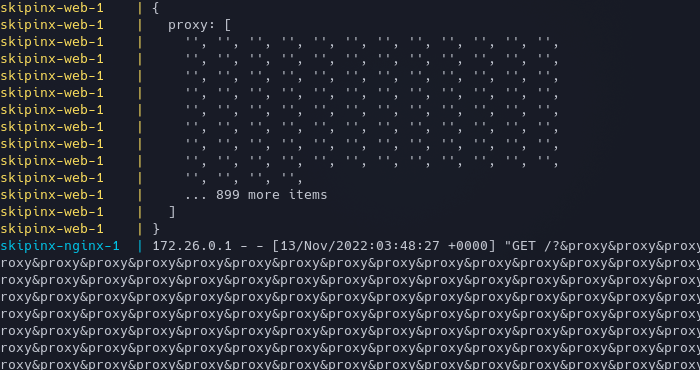 skipinx-web-1    | {
skipinx-web-1    |   proxy: [
skipinx-web-1    |     '', '', '', '', '', '', '', '', '', '', '', '',
skipinx-web-1    |     '', '', '', '', '', '', '', '', '', '', '', '',
skipinx-web-1    |     '', '', '', '', '', '', '', '', '', '', '', '',
skipinx-web-1    |     '', '', '', '', '', '', '', '', '', '', '', '',
skipinx-web-1    |     '', '', '', '', '', '', '', '', '', '', '', '',
skipinx-web-1    |     '', '', '', '', '', '', '', '', '', '', '', '',
skipinx-web-1    |     '', '', '', '', '', '', '', '', '', '', '', '',
skipinx-web-1    |     '', '', '', '', '', '', '', '', '', '', '', '',
skipinx-web-1    |     '', '', '', '',
skipinx-web-1    |     ... 899 more items
skipinx-web-1    |   ]
skipinx-web-1    | }
skipinx-nginx-1  | 172.26.0.1 - - [13/Nov/2022:03:48:27 +0000] "GET /?&proxy&proxy&proxy
roxy&proxy&proxy&proxy&proxy&proxy&proxy&proxy&proxy&proxy&proxy&proxy&proxy&proxy&proxy
roxy&proxy&proxy&proxy&proxy&proxy&proxy&proxy&proxy&proxy&proxy&proxy&proxy&proxy&proxy
roxy&proxy&proxy&proxy&proxy&proxy&proxy&proxy&proxy&proxy&proxy&proxy&proxy&proxy&proxy
roxy&proxy&proxy&proxy&proxy&proxy&proxy&proxy&proxy&proxy&proxy&proxy&proxy&proxy&proxy
roxy&proxy&proxy&proxy&proxy&proxy&proxy&proxy&proxy&proxy&proxy&proxy&proxy&proxy&proxy
roxy&proxy&proxy&proxy&proxy&proxy&proxy&proxy&proxy&proxy&proxy&proxy&proxy&proxy&proxy
roxy&proxy&proxy&proxy&proxy&proxy&proxy&proxy&proxy&proxy&proxy&proxy&proxy&proxy&proxy